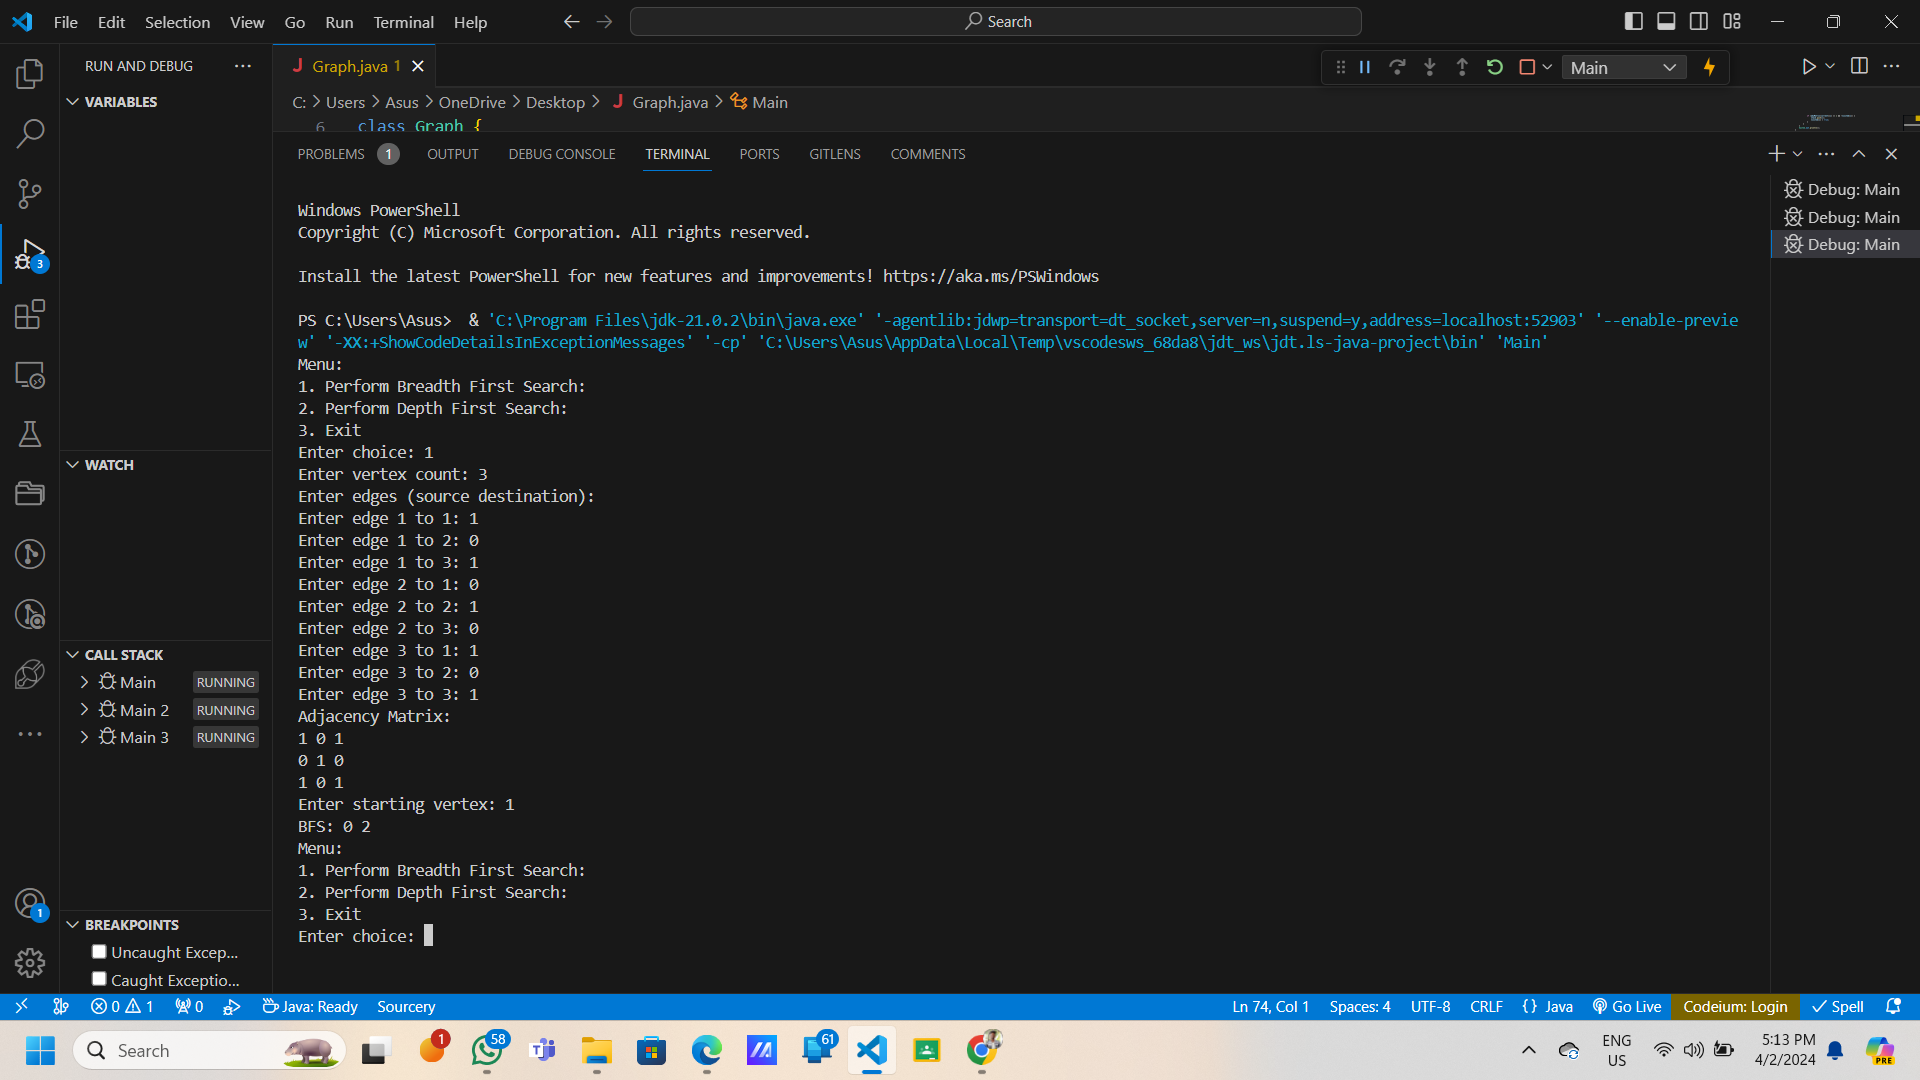 File Edit Selection View Go Run Terminal Help
Search
RUN AND DEBUG
VARIABLES
WATCH
CALL STACK
Main RUNNING
Main 2 RUNNING
Main 3 RUNNING
BREAKPOINTS
Uncaught Excep...
Caught Exceptio...
3
1
J Graph.java 1
Main
C: > Users > Asus > OneDrive > Desktop > J Graph.java > Main
6 class Graph {
PROBLEMS 1 OUTPUT DEBUG CONSOLE TERMINAL PORTS GITLENS COMMENTS
Debug: Main
Debug: Main
Debug: Main
Windows PowerShell
Copyright (C) Microsoft Corporation. All rights reserved.
Install the latest PowerShell for new features and improvements! https://aka.ms/PSWindows
PS C:\Users\Asus>  & 'C:\Program Files\jdk-21.0.2\bin\java.exe' '-agentlib:jdwp=transport=dt_socket,server=n,suspend=y,address=localhost:52903' '--enable-previe
w' '-XX:+ShowCodeDetailsInExceptionMessages' '-cp' 'C:\Users\Asus\AppData\Local\Temp\vscodesws_68da8\jdt_ws\jdt.ls-java-project\bin' 'Main'
Menu:
1. Perform Breadth First Search:
2. Perform Depth First Search:
3. Exit
Enter choice: 1
Enter vertex count: 3
Enter edges (source destination):
Enter edge 1 to 1: 1
Enter edge 1 to 2: 0
Enter edge 1 to 3: 1
Enter edge 2 to 1: 0
Enter edge 2 to 2: 1
Enter edge 2 to 3: 0
Enter edge 3 to 1: 1
Enter edge 3 to 2: 0
Enter edge 3 to 3: 1
Adjacency Matrix:
1 0 1
0 1 0
1 0 1
Enter starting vertex: 1
BFS: 0 2
Menu:
1. Perform Breadth First Search:
2. Perform Depth First Search:
3. Exit
Enter choice:
0 1 0 Java: Ready Sourcery Ln 74, Col 1 Spaces: 4 UTF-8 CRLF {} Java Go Live Codeium: Login Spell
Search 1 58 61 PRE
ENG
US
5:13 PM
4/2/2024